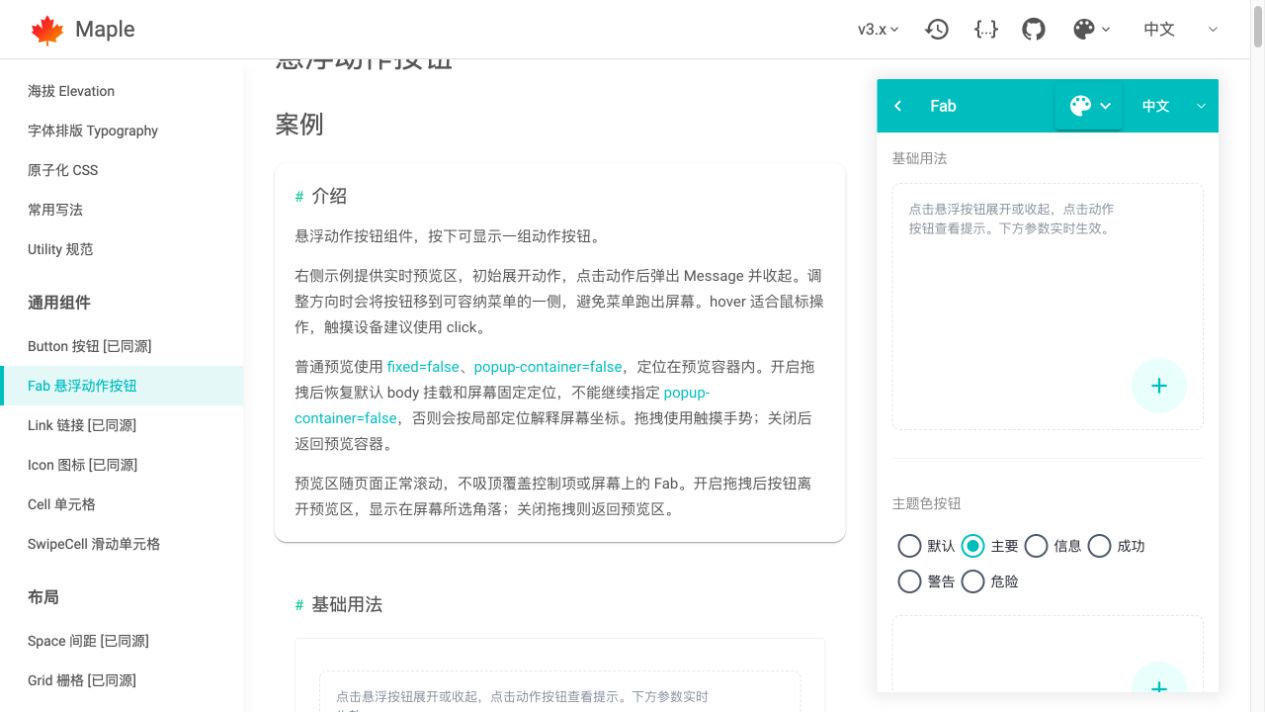 Maple
v3.x
{...}
中文
海拔 Elevation
字体排版 Typography
原子化 CSS
常用写法
Utility 规范
通用组件
Button 按钮 [已同源]
Fab 悬浮动作按钮
Link 链接 [已同源]
Icon 图标 [已同源]
Cell 单元格
SwipeCell 滑动单元格
布局
Space 间距 [已同源]
Grid 栅格 [已同源]
悬浮动作按钮
案例
# 介绍
悬浮动作按钮组件，按下可显示一组动作按钮。
右侧示例提供实时预览区，初始展开动作，点击动作后弹出 Message 并收起。调
整方向时会将按钮移到可容纳菜单的一侧，避免菜单跑出屏幕。hover 适合鼠标操
作，触摸设备建议使用 click。
普通预览使用 fixed=false、popup-container=false，定位在预览容器内。开启拖
拽后恢复默认 body 挂载和屏幕固定定位，不能继续指定 popup-
container=false，否则会按局部定位解释屏幕坐标。拖拽使用触摸手势；关闭后
返回预览容器。
预览区随页面正常滚动，不吸顶覆盖控制项或屏幕上的 Fab。开启拖拽后按钮离
开预览区，显示在屏幕所选角落；关闭拖拽则返回预览区。
# 基础用法
点击悬浮按钮展开或收起，点击动作按钮查看提示。下方参数实时
Fab
中文
基础用法
点击悬浮按钮展开或收起，点击动作
按钮查看提示。下方参数实时生效。
主题色按钮
默认 主要 信息 成功
警告 危险